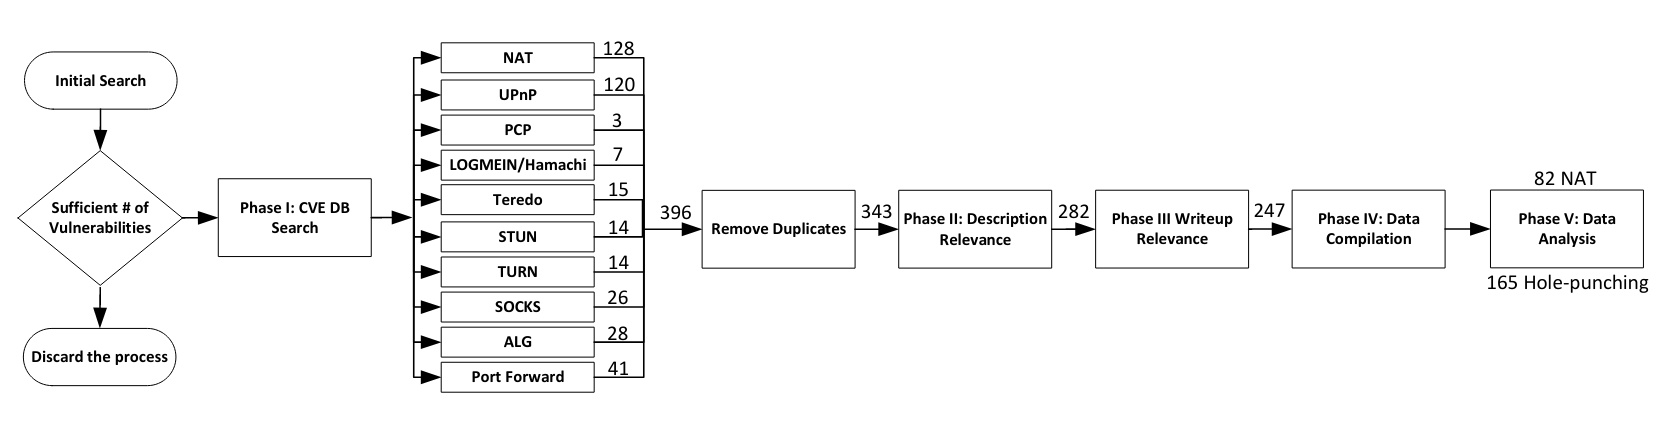 Initial Search
Sufficient # of
Vulnerabilities
Discard the process
Phase I: CVE DB
Search
NAT
128
UPnP
120
PCP
3
LOGMEIN/Hamachi
7
Teredo
15
STUN
14
TURN
14
SOCKS
26
ALG
28
Port Forward
41
396
Remove Duplicates
343
Phase II: Description
Relevance
282
Phase III Writeup
Relevance
247
Phase IV: Data
Compilation
82 NAT
Phase V: Data
Analysis
165 Hole-punching